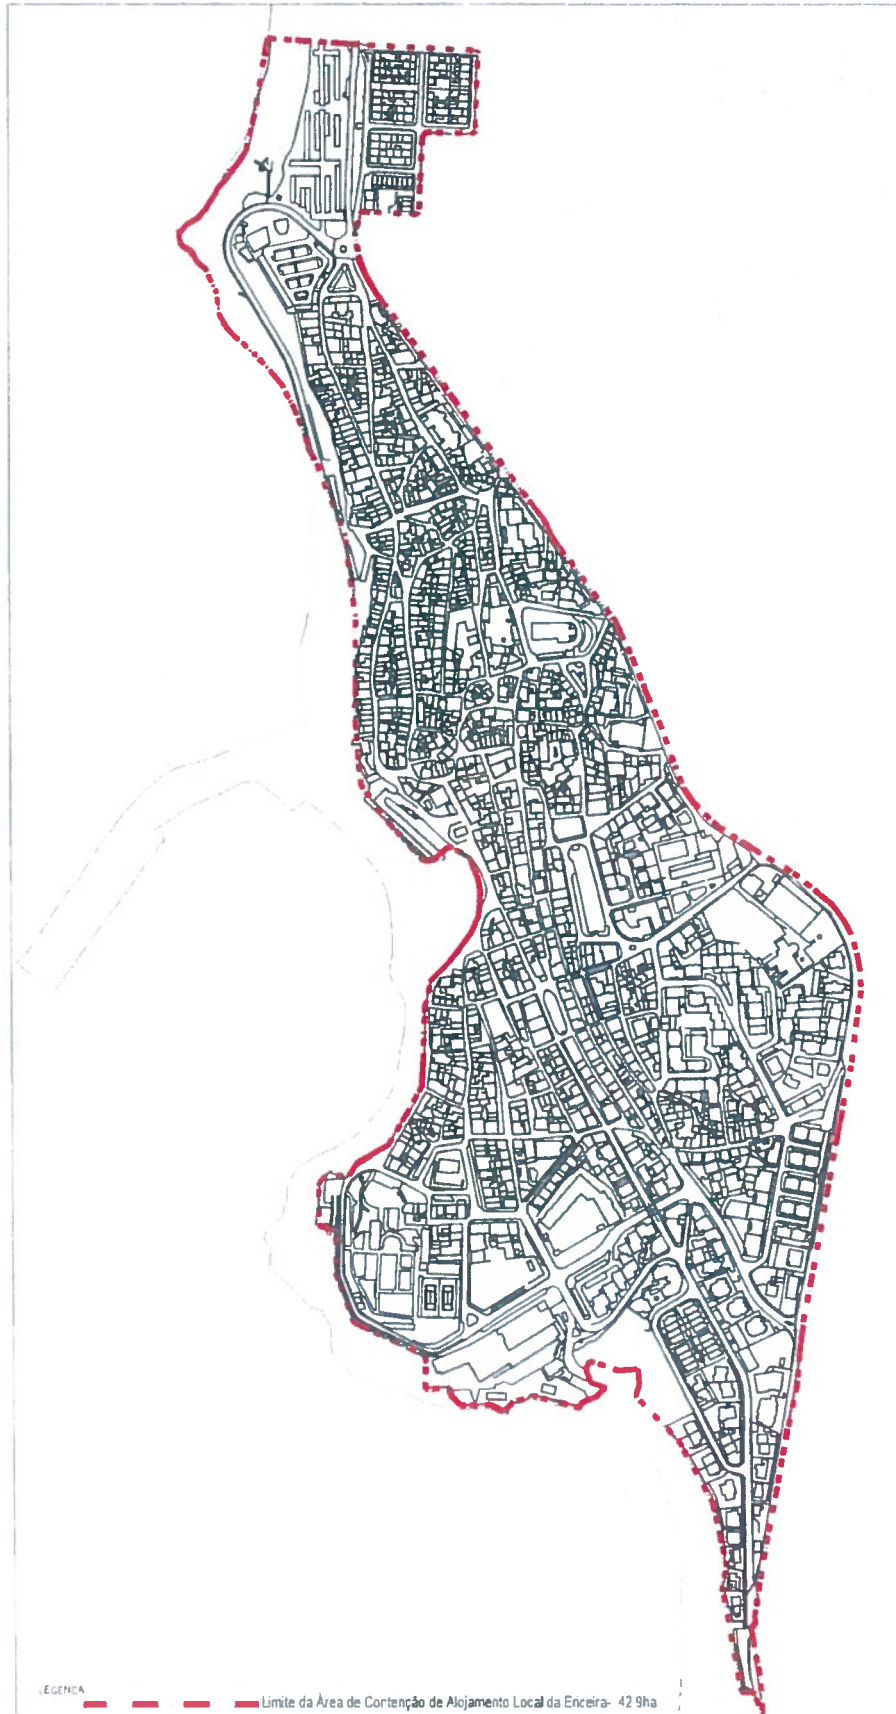 LEGENDA
Limite da Área de Contenção de Alojamento Local da Ericeira- 42 9ha